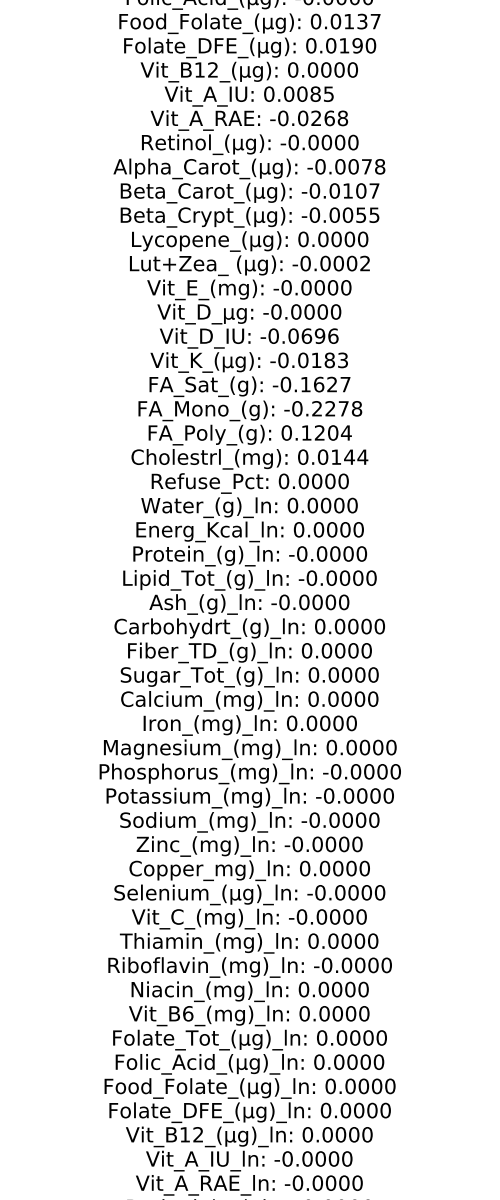 Folic_Acid_(µg): -0.0000
Food_Folate_(µg): 0.0137
Folate_DFE_(µg): 0.0190
Vit_B12_(µg): 0.0000
Vit_A_IU: 0.0085
Vit_A_RAE: -0.0268
Retinol_(µg): -0.0000
Alpha_Carot_(µg): -0.0078
Beta_Carot_(µg): -0.0107
Beta_Crypt_(µg): -0.0055
Lycopene_(µg): 0.0000
Lut+Zea_ (µg): -0.0002
Vit_E_(mg): -0.0000
Vit_D_µg: -0.0000
Vit_D_IU: -0.0696
Vit_K_(µg): -0.0183
FA_Sat_(g): -0.1627
FA_Mono_(g): -0.2278
FA_Poly_(g): 0.1204
Cholestrl_(mg): 0.0144
Refuse_Pct: 0.0000
Water_(g)_ln: 0.0000
Energ_Kcal_ln: 0.0000
Protein_(g)_ln: -0.0000
Lipid_Tot_(g)_ln: -0.0000
Ash_(g)_ln: -0.0000
Carbohydrt_(g)_ln: 0.0000
Fiber_TD_(g)_ln: 0.0000
Sugar_Tot_(g)_ln: 0.0000
Calcium_(mg)_ln: 0.0000
Iron_(mg)_ln: 0.0000
Magnesium_(mg)_ln: 0.0000
Phosphorus_(mg)_ln: -0.0000
Potassium_(mg)_ln: -0.0000
Sodium_(mg)_ln: -0.0000
Zinc_(mg)_ln: -0.0000
Copper_mg)_ln: 0.0000
Selenium_(µg)_ln: -0.0000
Vit_C_(mg)_ln: -0.0000
Thiamin_(mg)_ln: 0.0000
Riboflavin_(mg)_ln: -0.0000
Niacin_(mg)_ln: 0.0000
Vit_B6_(mg)_ln: 0.0000
Folate_Tot_(µg)_ln: 0.0000
Folic_Acid_(µg)_ln: 0.0000
Food_Folate_(µg)_ln: 0.0000
Folate_DFE_(µg)_ln: 0.0000
Vit_B12_(µg)_ln: 0.0000
Vit_A_IU_ln: -0.0000
Vit_A_RAE_ln: -0.0000